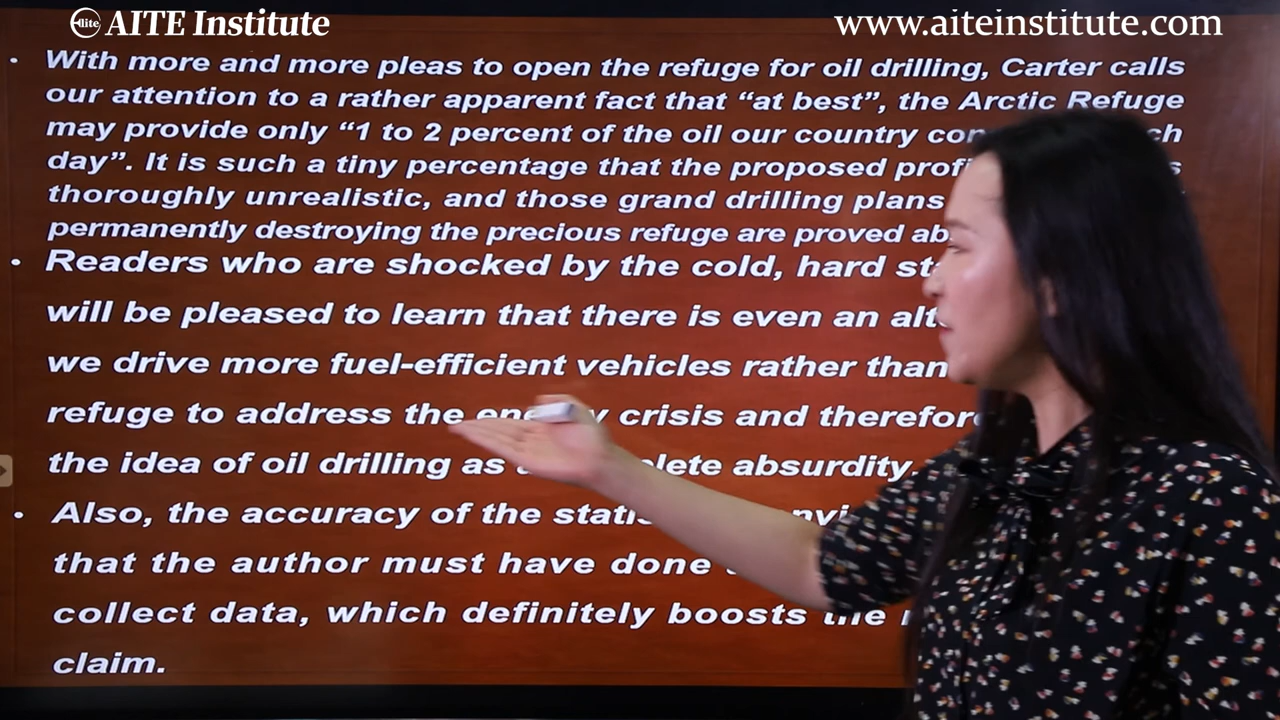 Elite AITE Institute
www.aiteinstitute.com
• With more and more pleas to open the refuge for oil drilling, Carter calls
our attention to a rather apparent fact that “at best”, the Arctic Refuge
may provide only “1 to 2 percent of the oil our country
day”. It is such a tiny percentage that the proposed
thoroughly unrealistic, and those grand drilling plans
permanently destroying the precious refuge are proved
• Readers who are shocked by the cold, hard
will be pleased to learn that there is even an
we drive more fuel-efficient vehicles rather than
refuge to address the crisis and
the idea of oil drilling as absurdity.
• Also, the accuracy of the
that the author must have done
collect data, which definitely boosts the
claim.